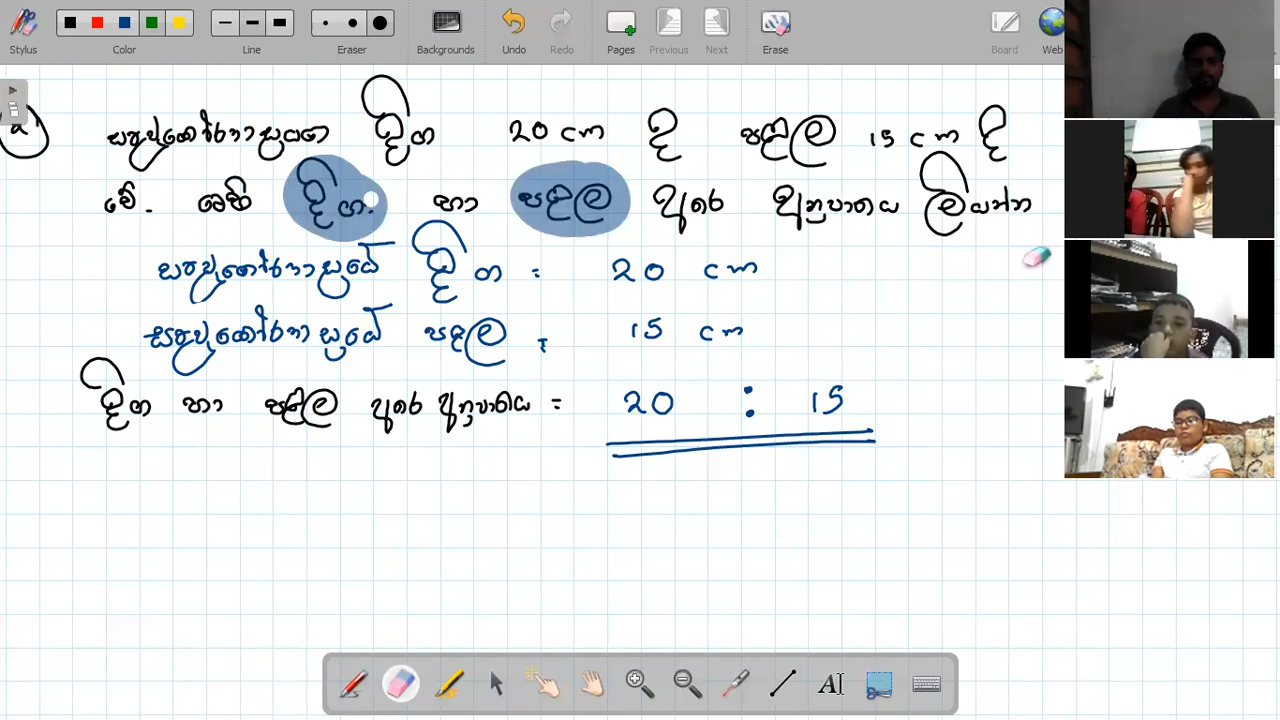 Stylus Color Line Eraser Backgrounds Undo Redo Pages Previous Next Erase Board Web
සෘජුකෝණාස්‍රයක දිග 20 cm ද පළල 15 cm ද
වේ. මෙහි දිග හා පළල අතර අනුපාතය ලියන්න
සෘජුකෝණාස්‍රයේ දිග = 20 cm
සෘජුකෝණාස්‍රයේ පළල = 15 cm
දිග හා පළල අතර අනුපාතය = 20 : 15